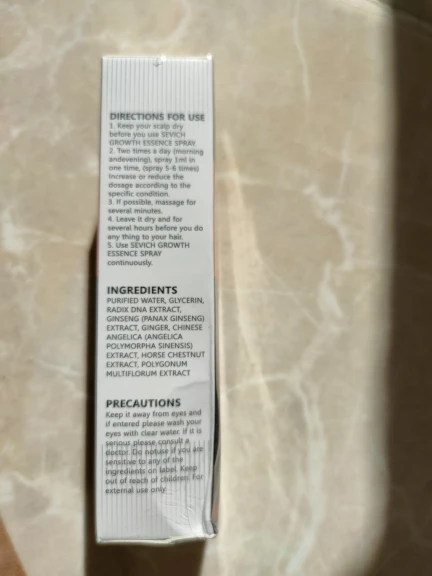 DIRECTIONS FOR USE
1. Keep your scalp dry
before you use SEVICH
GROWTH ESSENCE SPRAY
2. Two times a day (morning
andevening), spray 1ml in
one time, (spray 5-6 times)
Increase or reduce the
dosage according to the
specific condition.
3. If possible, massage for
several minutes.
4. Leave it dry and for
several hours before you do
any thing to your hair.
5. Use SEVICH GROWTH
ESSENCE SPRAY
continuously.
INGREDIENTS
PURIFIED WATER, GLYCERIN,
RADIX DNA EXTRACT,
GINSENG (PANAX GINSENG)
EXTRACT, GINGER, CHINESE
ANGELICA (ANGELICA
POLYMORPHA SINENSIS)
EXTRACT, HORSE CHESTNUT
EXTRACT, POLYGONUM
MULTIFLORUM EXTRACT
PRECAUTIONS
Keep it away from eyes and
if entered please wash your
eyes with clear water. If it is
serious please consult a
doctor. Do not use if you are
sensitive to any of the
ingredients on label. Keep
out of reach of children. For
external use only